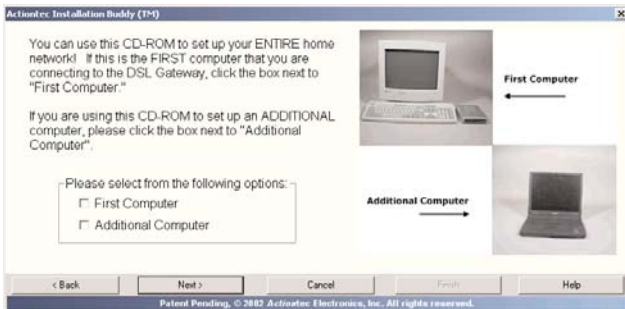 Actiontec Installation Buddy (TM)
You can use this CD-ROM to set up your ENTIRE home
network! If this is the FIRST computer that you are
connecting to the DSL Gateway, click the box next to
"First Computer."
If you are using this CD-ROM to set up an ADDITIONAL
computer, please click the box next to "Additional
Computer".
First Computer
Additional Computer
Please select from the following options:
First Computer
Additional Computer
< Back
Next >
Cancel
Finish
Help
Patent Pending, © 2002 Actiontec Electronics, Inc. All rights reserved.